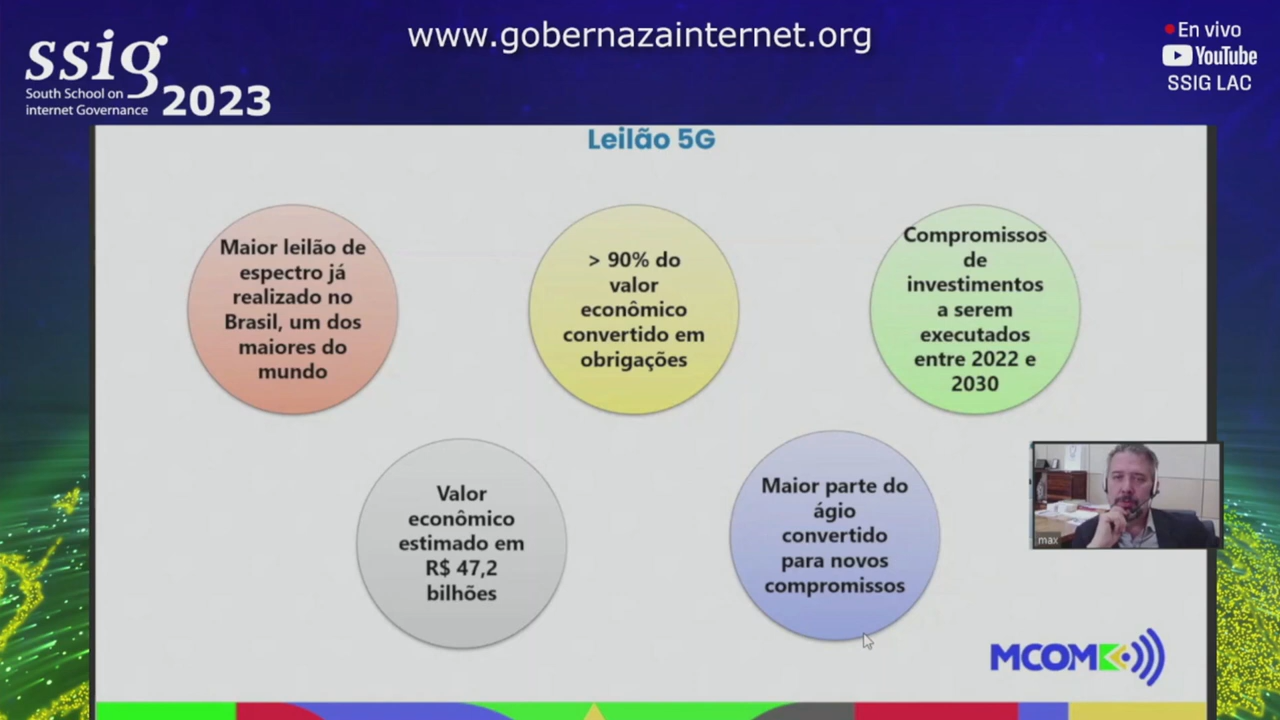 www.gobernazainternet.org
ssig
South School on
internet Governance
2023
En vivo
YouTube
SSIG LAC
Leilão 5G
Maior leilão de
espectro já
realizado no
Brasil, um dos
maiores do
mundo
> 90% do
valor
econômico
convertido em
obrigações
Compromissos
de
investimentos
a serem
executados
entre 2022 e
2030
Valor
econômico
estimado em
R$ 47,2
bilhões
Maior parte do
ágio
convertido
para novos
compromissos
max
MCOM